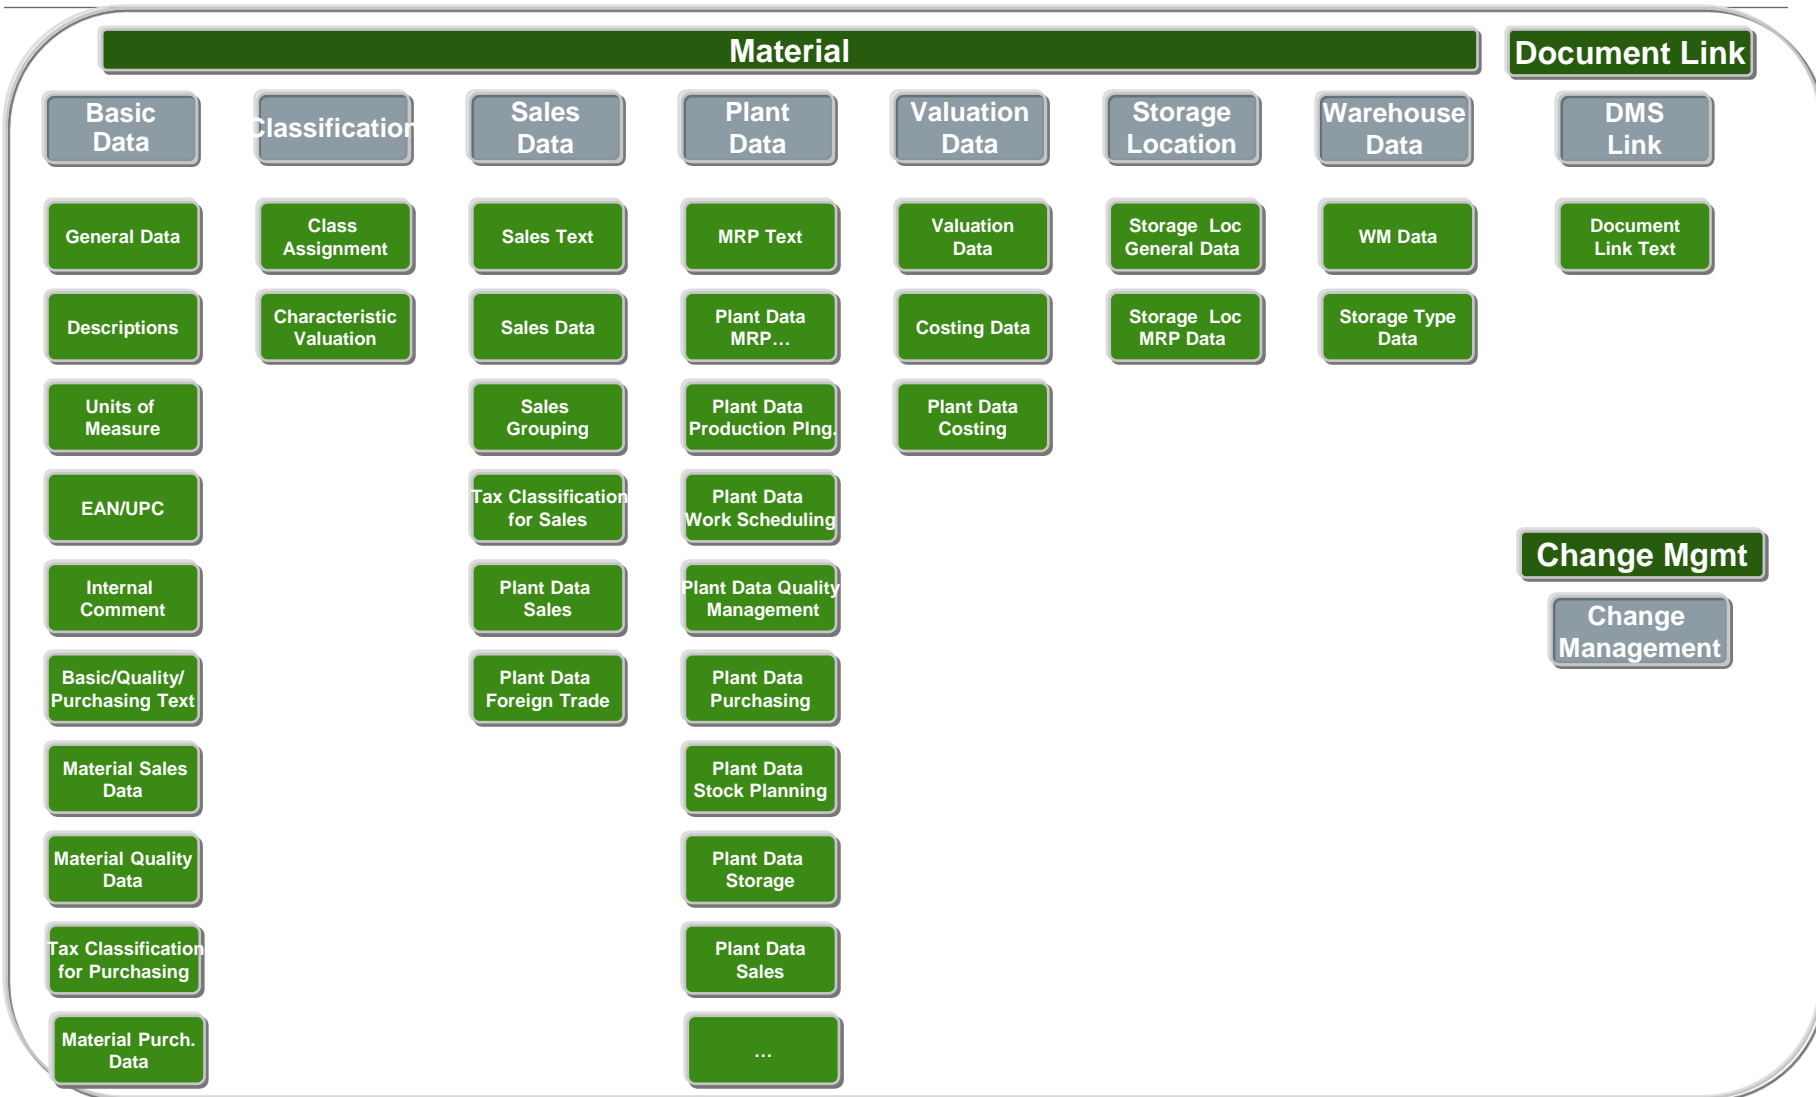 Material
Document Link
Basic
Data
Classification
Sales
Data
Plant
Data
Valuation
Data
Storage
Location
Warehouse
Data
DMS
Link
General Data
Class
Assignment
Sales Text
MRP Text
Valuation
Data
Storage Loc
General Data
WM Data
Document
Link Text
Descriptions
Characteristic
Valuation
Sales Data
Plant Data
MRP…
Costing Data
Storage Loc
MRP Data
Storage Type
Data
Units of
Measure
Sales
Grouping
Plant Data
Production Plng.
Plant Data
Costing
EAN/UPC
Tax Classification
for Sales
Plant Data
Work Scheduling
Change Mgmt
Internal
Comment
Plant Data
Sales
Plant Data Quality
Management
Change
Management
Basic/Quality/
Purchasing Text
Plant Data
Foreign Trade
Plant Data
Purchasing
Material Sales
Data
Plant Data
Stock Planning
Material Quality
Data
Plant Data
Storage
Tax Classification
for Purchasing
Plant Data
Sales
Material Purch.
Data
…